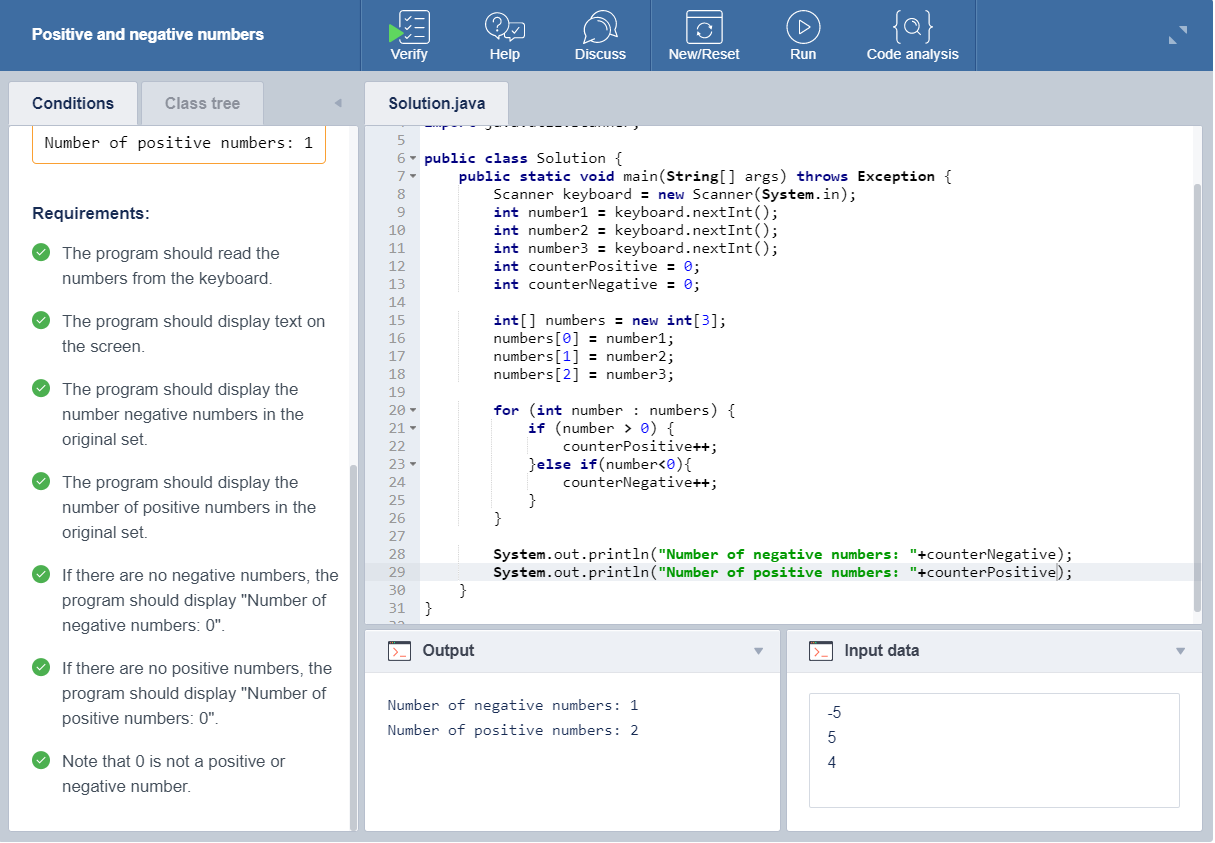 Positive and negative numbers
Verify
Help
Discuss
New/Reset
Run
Code analysis
Conditions
Class tree
Number of positive numbers: 1
Requirements:
The program should read the
numbers from the keyboard.
The program should display text on
the screen.
The program should display the
number negative numbers in the
original set.
The program should display the
number of positive numbers in the
original set.
If there are no negative numbers, the
program should display "Number of
negative numbers: 0".
If there are no positive numbers, the
program should display "Number of
positive numbers: 0".
Note that 0 is not a positive or
negative number.
Solution.java
5
6 public class Solution {
7 public static void main(String[] args) throws Exception {
8 Scanner keyboard = new Scanner(System.in);
9 int number1 = keyboard.nextInt();
10 int number2 = keyboard.nextInt();
11 int number3 = keyboard.nextInt();
12 int counterPositive = 0;
13 int counterNegative = 0;
14
15 int[] numbers = new int[3];
16 numbers[0] = number1;
17 numbers[1] = number2;
18 numbers[2] = number3;
19
20 for (int number : numbers) {
21 if (number > 0) {
22 counterPositive++;
23 }else if(number<0){
24 counterNegative++;
25 }
26 }
27
28 System.out.println("Number of negative numbers: "+counterNegative);
29 System.out.println("Number of positive numbers: "+counterPositive);
30 }
31 }
Output
Number of negative numbers: 1
Number of positive numbers: 2
Input data
-5
5
4